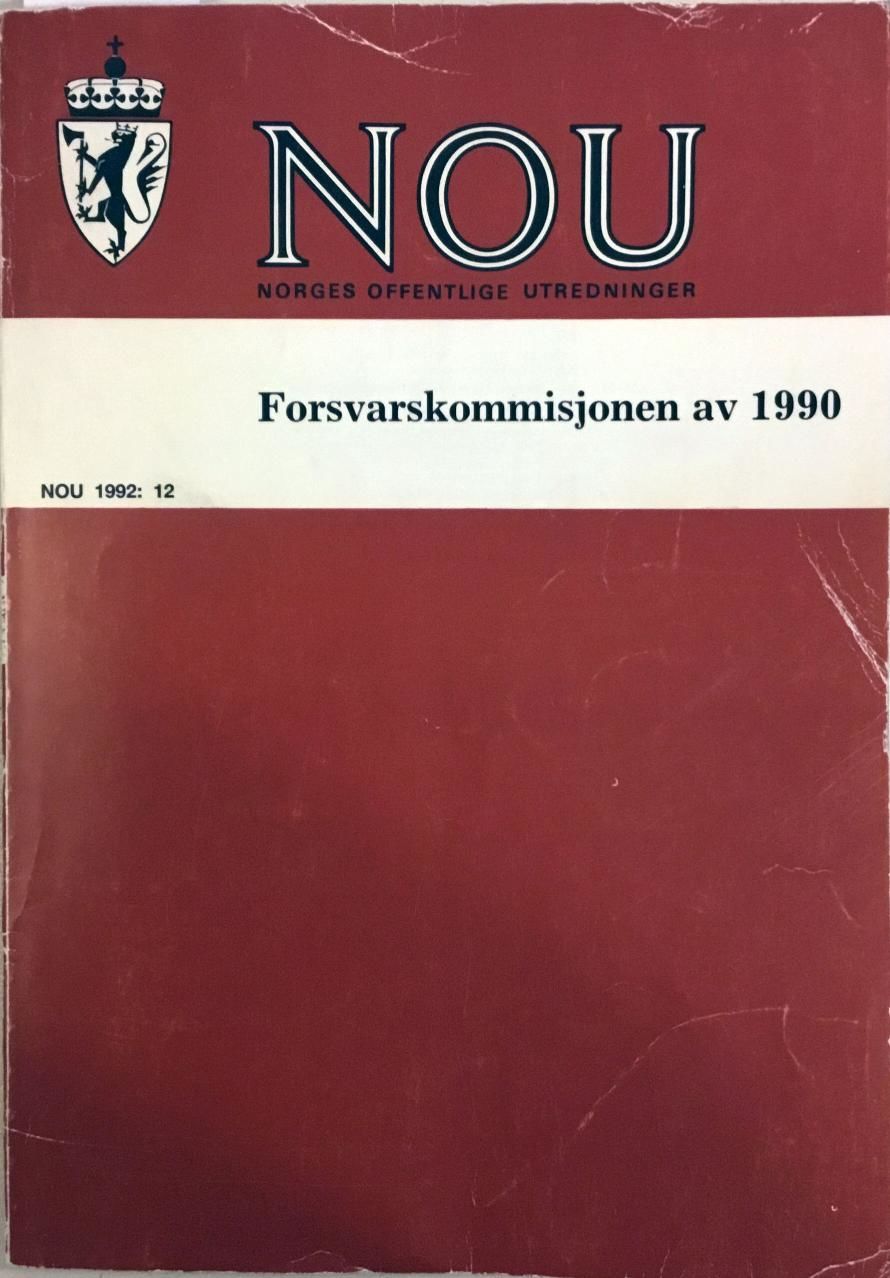 NOU
NORGES OFFENTLIGE UTREDNINGER
Forsvarskommisjonen av 1990
NOU 1992: 12